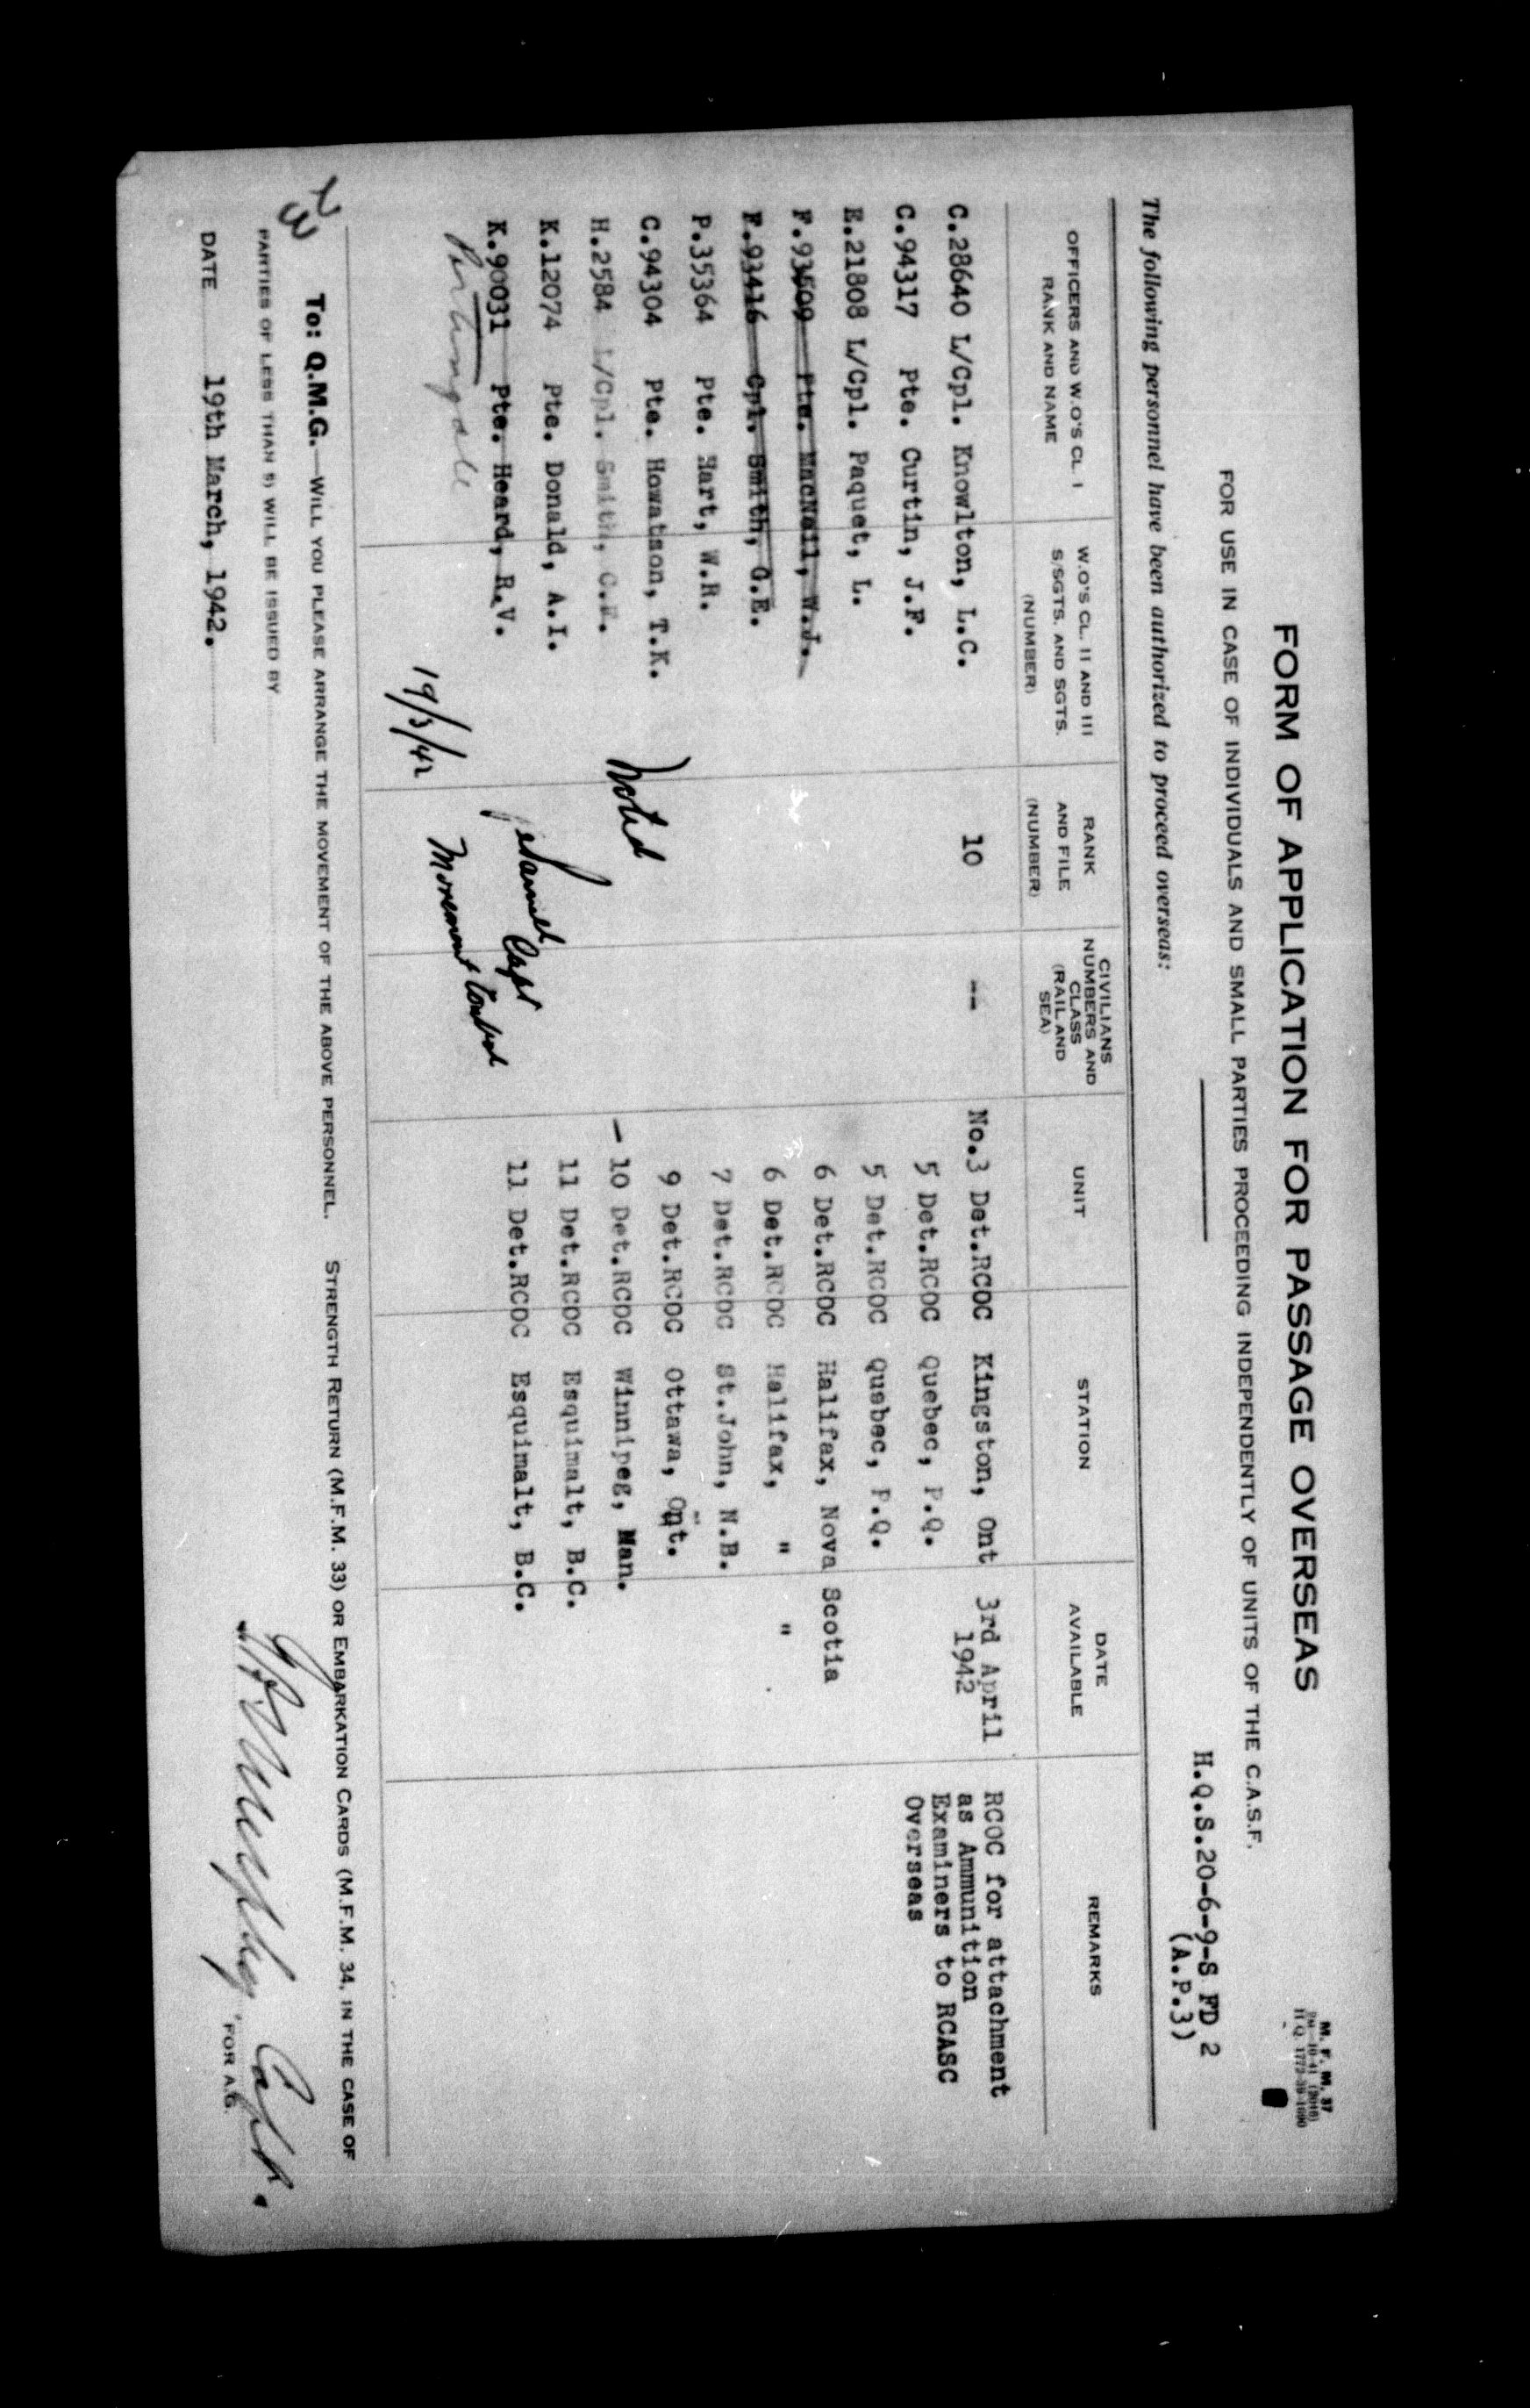 M. F. M. 37
H.Q. 1772-39-1690
FORM OF APPLICATION FOR PASSAGE OVERSEAS
FOR USE IN CASE OF INDIVIDUALS AND SMALL PARTIES PROCEEDING INDEPENDENTLY OF UNITS OF THE C.A.S.F.
H.Q.S.20-6-9-S FD 2
(A.P.3)
The following personnel have been authorized to proceed overseas:
OFFICERS AND W.O'S CL. I RANK AND NAME
W.O'S CL. II AND III S/SGTS. AND SGTS. (NUMBER)
RANK AND FILE (NUMBER)
CIVILIANS NUMBERS AND CLASS (RAIL AND SEA)
UNIT
STATION
DATE AVAILABLE
REMARKS
C.28640 L/Cpl. Knowlton, L.C. 10 -- No.3 Det.RCOC Kingston, Ont 3rd April 1942
RCOC for attachment
as Ammunition
Examiners to RCASC
Overseas
C.94317 Pte. Curtin, J.F. 5 Det.RCOC Quebec, P.Q.
E.21808 L/Cpl. Paquet, L. 5 Det.RCOC Quebec, P.Q.
F.93509 Pte. MacNeil, W.J. 6 Det.RCOC Halifax, Nova Scotia
F.93416 Cpl. Smith, G.E. 6 Det.RCOC Halifax, " "
P.35364 Pte. Hart, W.R. 7 Det.RCOC St.John, N.B.
C.94304 Pte. Howatson, T.K. 9 Det.RCOC Ottawa, Ont.
H.2584 L/Cpl. Smith, C.F. — 10 Det.RCOC Winnipeg, Man.
K.12074 Pte. Donald, A.I. 11 Det.RCOC Esquimalt, B.C.
K.90031 Pte. Heard, R.V. 11 Det.RCOC Esquimalt, B.C.
Noted
Capt
19/3/42 Movement Control
To: Q.M.G.—WILL YOU PLEASE ARRANGE THE MOVEMENT OF THE ABOVE PERSONNEL. STRENGTH RETURN (M.F.M. 33) OR EMBARKATION CARDS (M.F.M. 34, IN THE CASE OF
PARTIES OF LESS THAN 5) WILL BE ISSUED BY
DATE 19th March, 1942.
Murphy Capt.
FOR A.G.